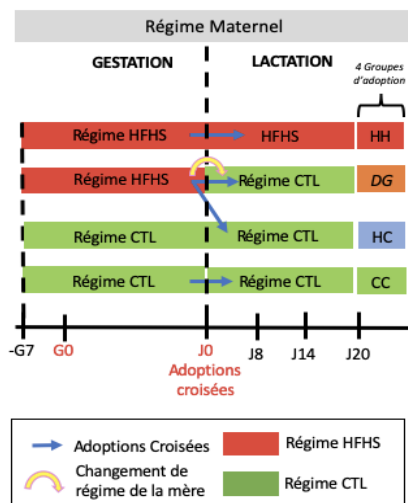 Régime Maternel
GESTATION LACTATION
4 Groupes
d'adoption
Régime HFHS HFHS HH
Régime HFHS Régime CTL DG
Régime CTL Régime CTL HC
Régime CTL Régime CTL CC
-G7 G0 J0 J8 J14 J20
Adoptions
croisées
Adoptions Croisées Régime HFHS
Changement de
régime de la mère Régime CTL